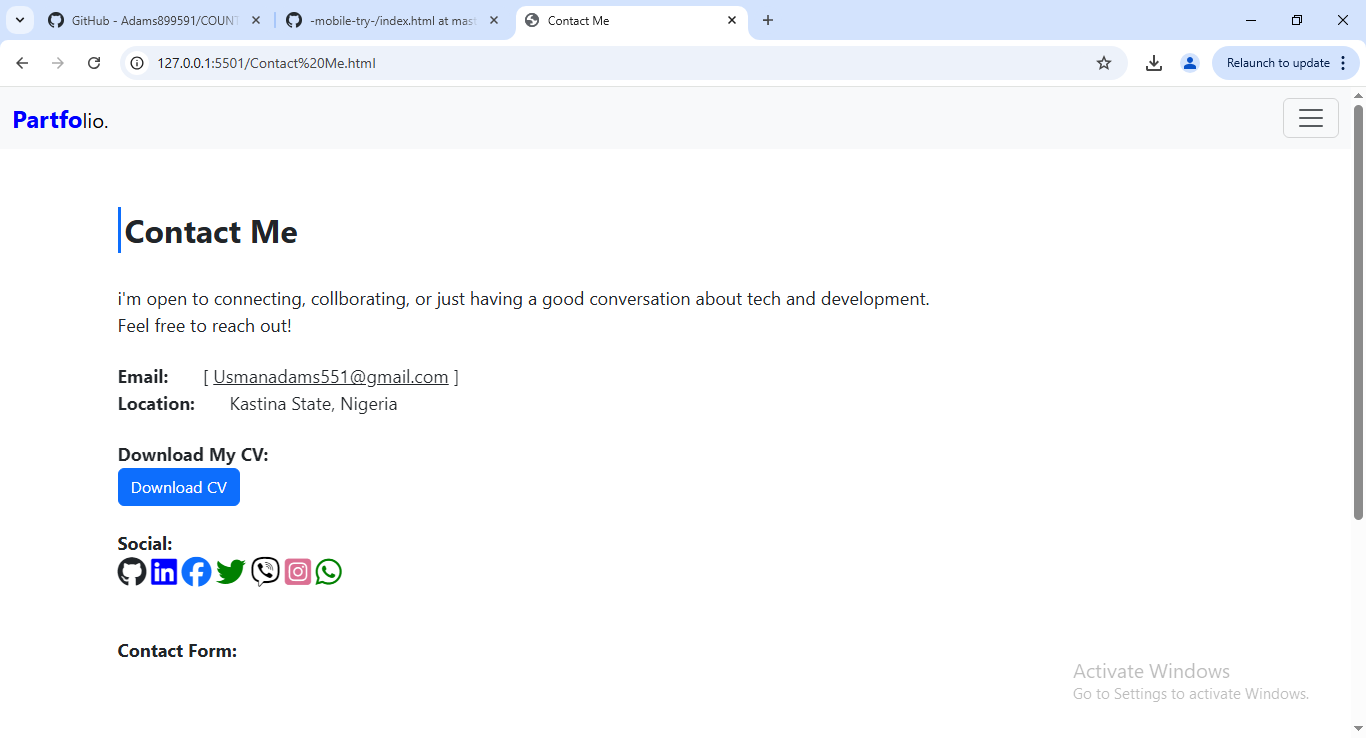 GitHub - Adams899591/COUNT
-mobile-try-/index.html at mast
Contact Me
127.0.0.1:5501/Contact%20Me.html
Relaunch to update
Partfolio.
Contact Me
i'm open to connecting, collborating, or just having a good conversation about tech and development.
Feel free to reach out!
Email: [ Usmanadams551@gmail.com ]
Location: Kastina State, Nigeria
Download My CV:
Download CV
Social:
in
Contact Form:
Activate Windows
Go to Settings to activate Windows.